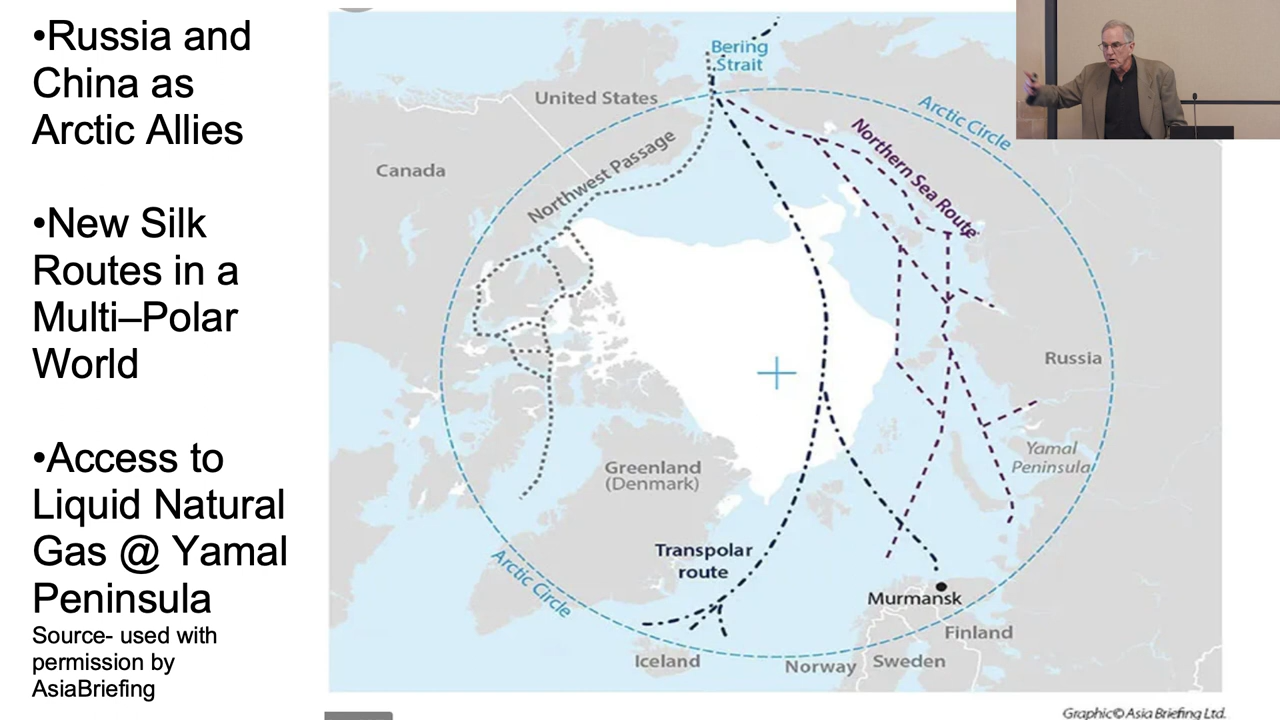 •Russia and
China as
Arctic Allies
•New Silk
Routes in a
Multi–Polar
World
•Access to
Liquid Natural
Gas @ Yamal
Peninsula
Source- used with
permission by
AsiaBriefing
Bering
Strait
United States
Arctic Circle
Northwest Passage
Northern Sea Route
Canada
Russia
Yamal
Peninsula
Greenland
(Denmark)
Transpolar
route
Arctic Circle
Murmansk
Finland
Iceland
Norway
Sweden
Graphic© Asia Briefing Ltd.